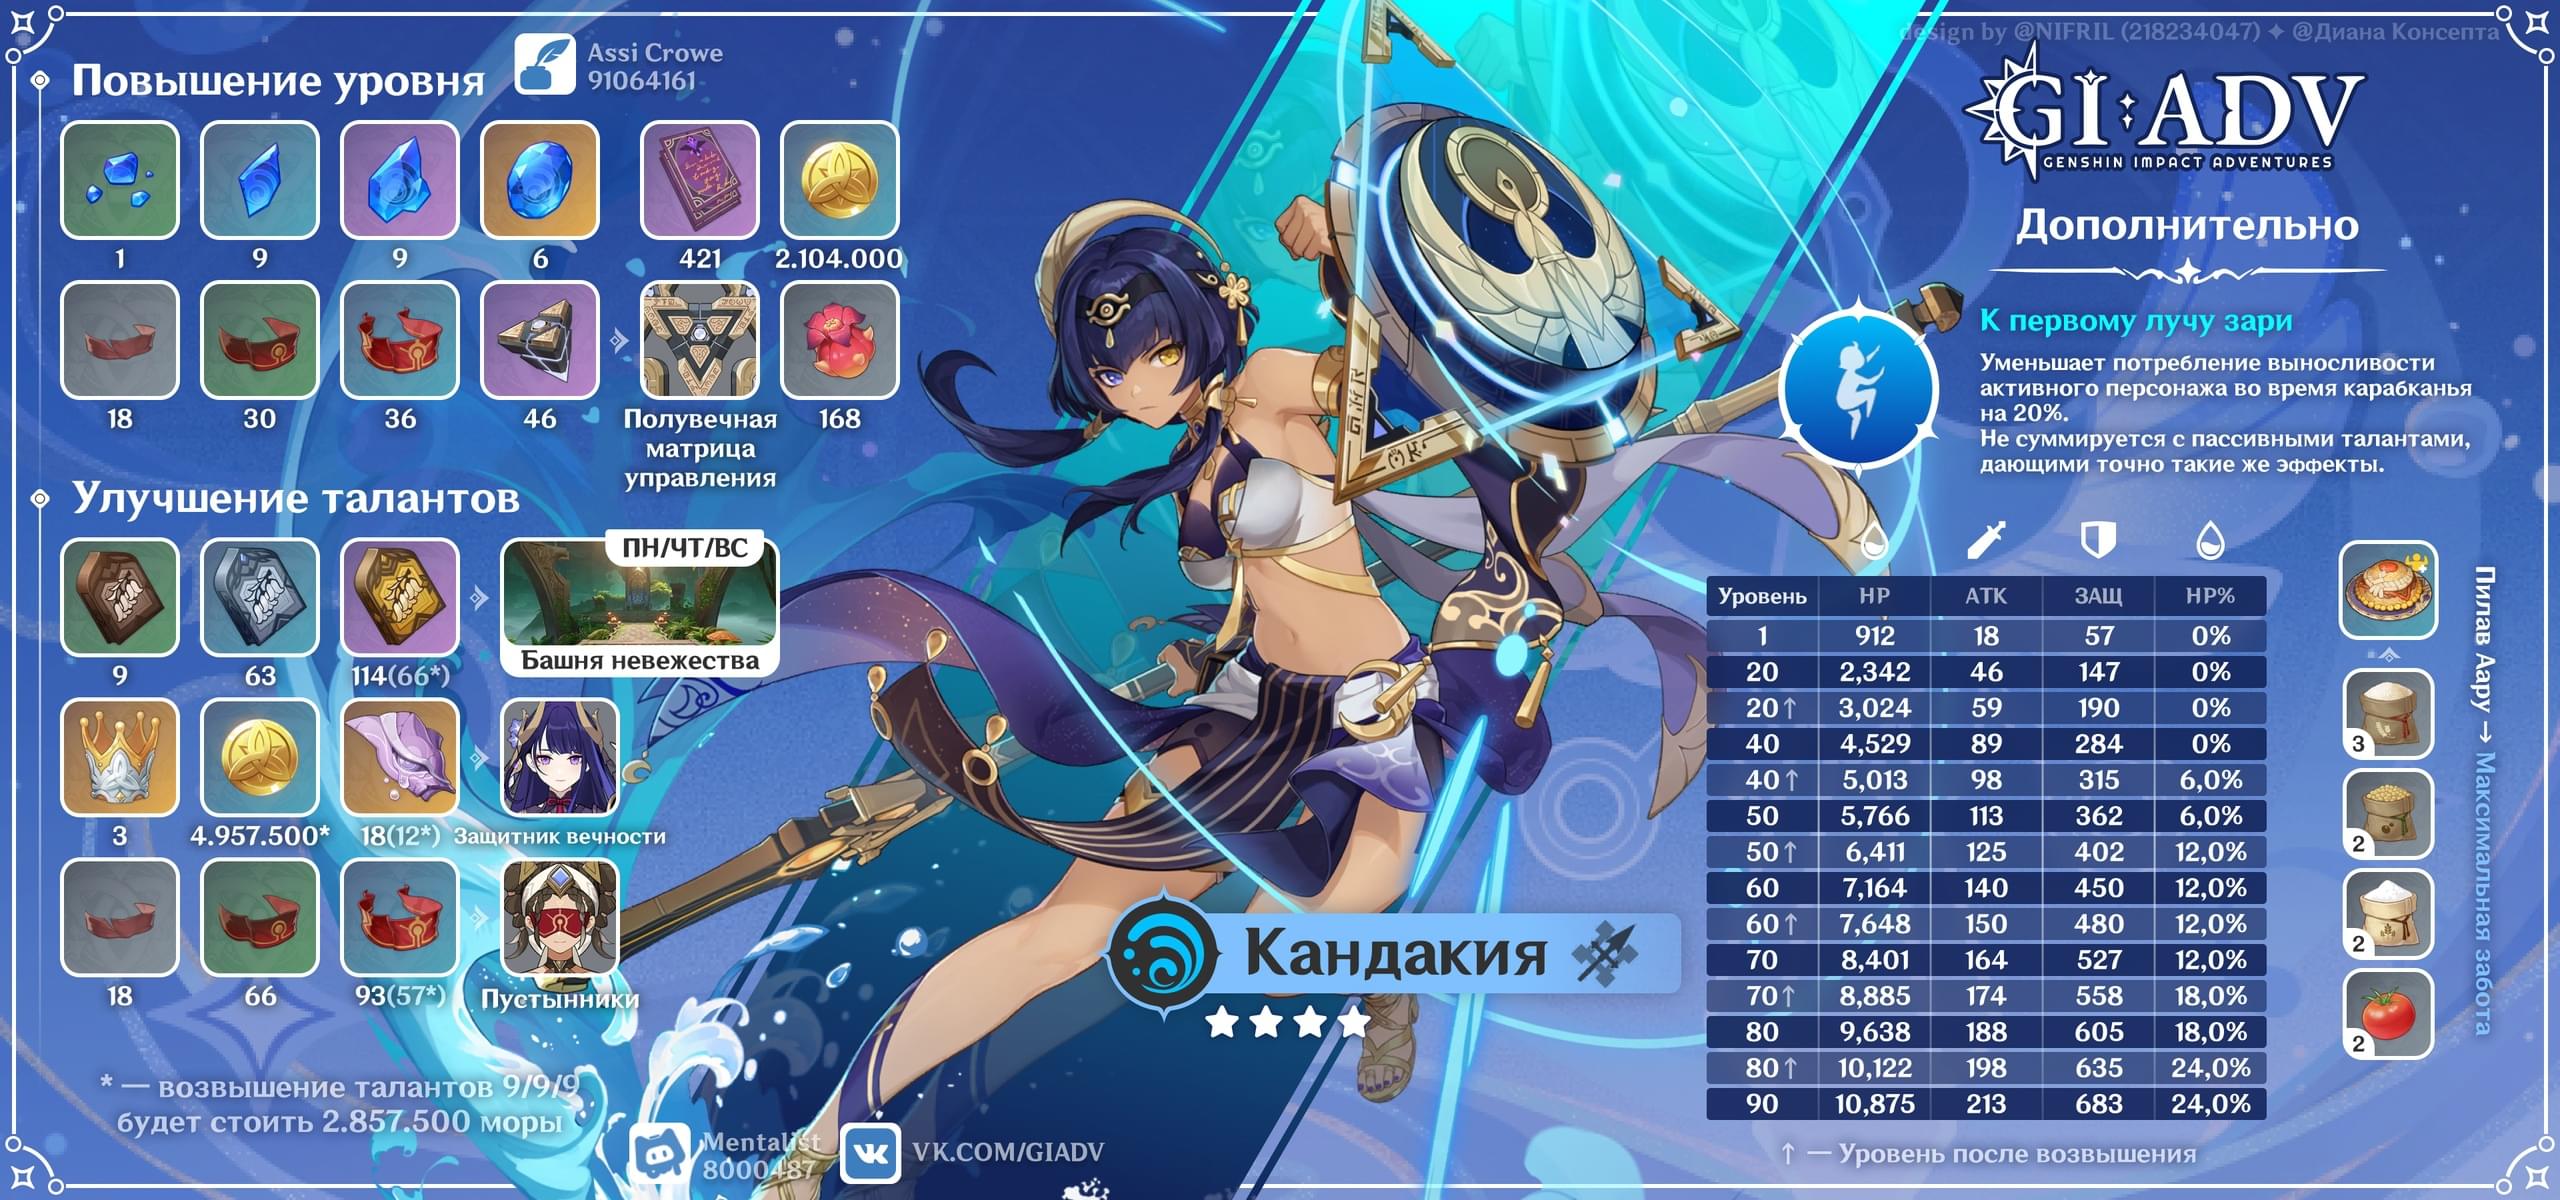 design by @NIFRIL (218234047) ✦ @Диана Консепта
Повышение уровня
Assi Crowe
91064161
1
9
9
6
421
2.104.000
18
30
36
46
Полувечная
матрица
управления
168
Улучшение талантов
ПН/ЧТ/ВС
Башня невежества
9
63
114(66*)
3
4.957.500*
18(12*)
Защитник вечности
18
66
93(57*)
Пустынники
* — возвышение талантов 9/9/9
будет стоить 2.857.500 моры
Mentalist
8000487
VK.COM/GIADV
Кандакия
GI ADV
GENSHIN IMPACT ADVENTURES
Дополнительно
К первому лучу зари
Уменьшает потребление выносливости
активного персонажа во время карабканья
на 20%.
Не суммируется с пассивными талантами,
дающими точно такие же эффекты.
Уровень HP АТК ЗАЩ HP%
1 912 18 57 0%
20 2,342 46 147 0%
20↑ 3,024 59 190 0%
40 4,529 89 284 0%
40↑ 5,013 98 315 6,0%
50 5,766 113 362 6,0%
50↑ 6,411 125 402 12,0%
60 7,164 140 450 12,0%
60↑ 7,648 150 480 12,0%
70 8,401 164 527 12,0%
70↑ 8,885 174 558 18,0%
80 9,638 188 605 18,0%
80↑ 10,122 198 635 24,0%
90 10,875 213 683 24,0%
↑ — Уровень после возвышения
3
2
2
2
Пилав Аару → Максимальная забота